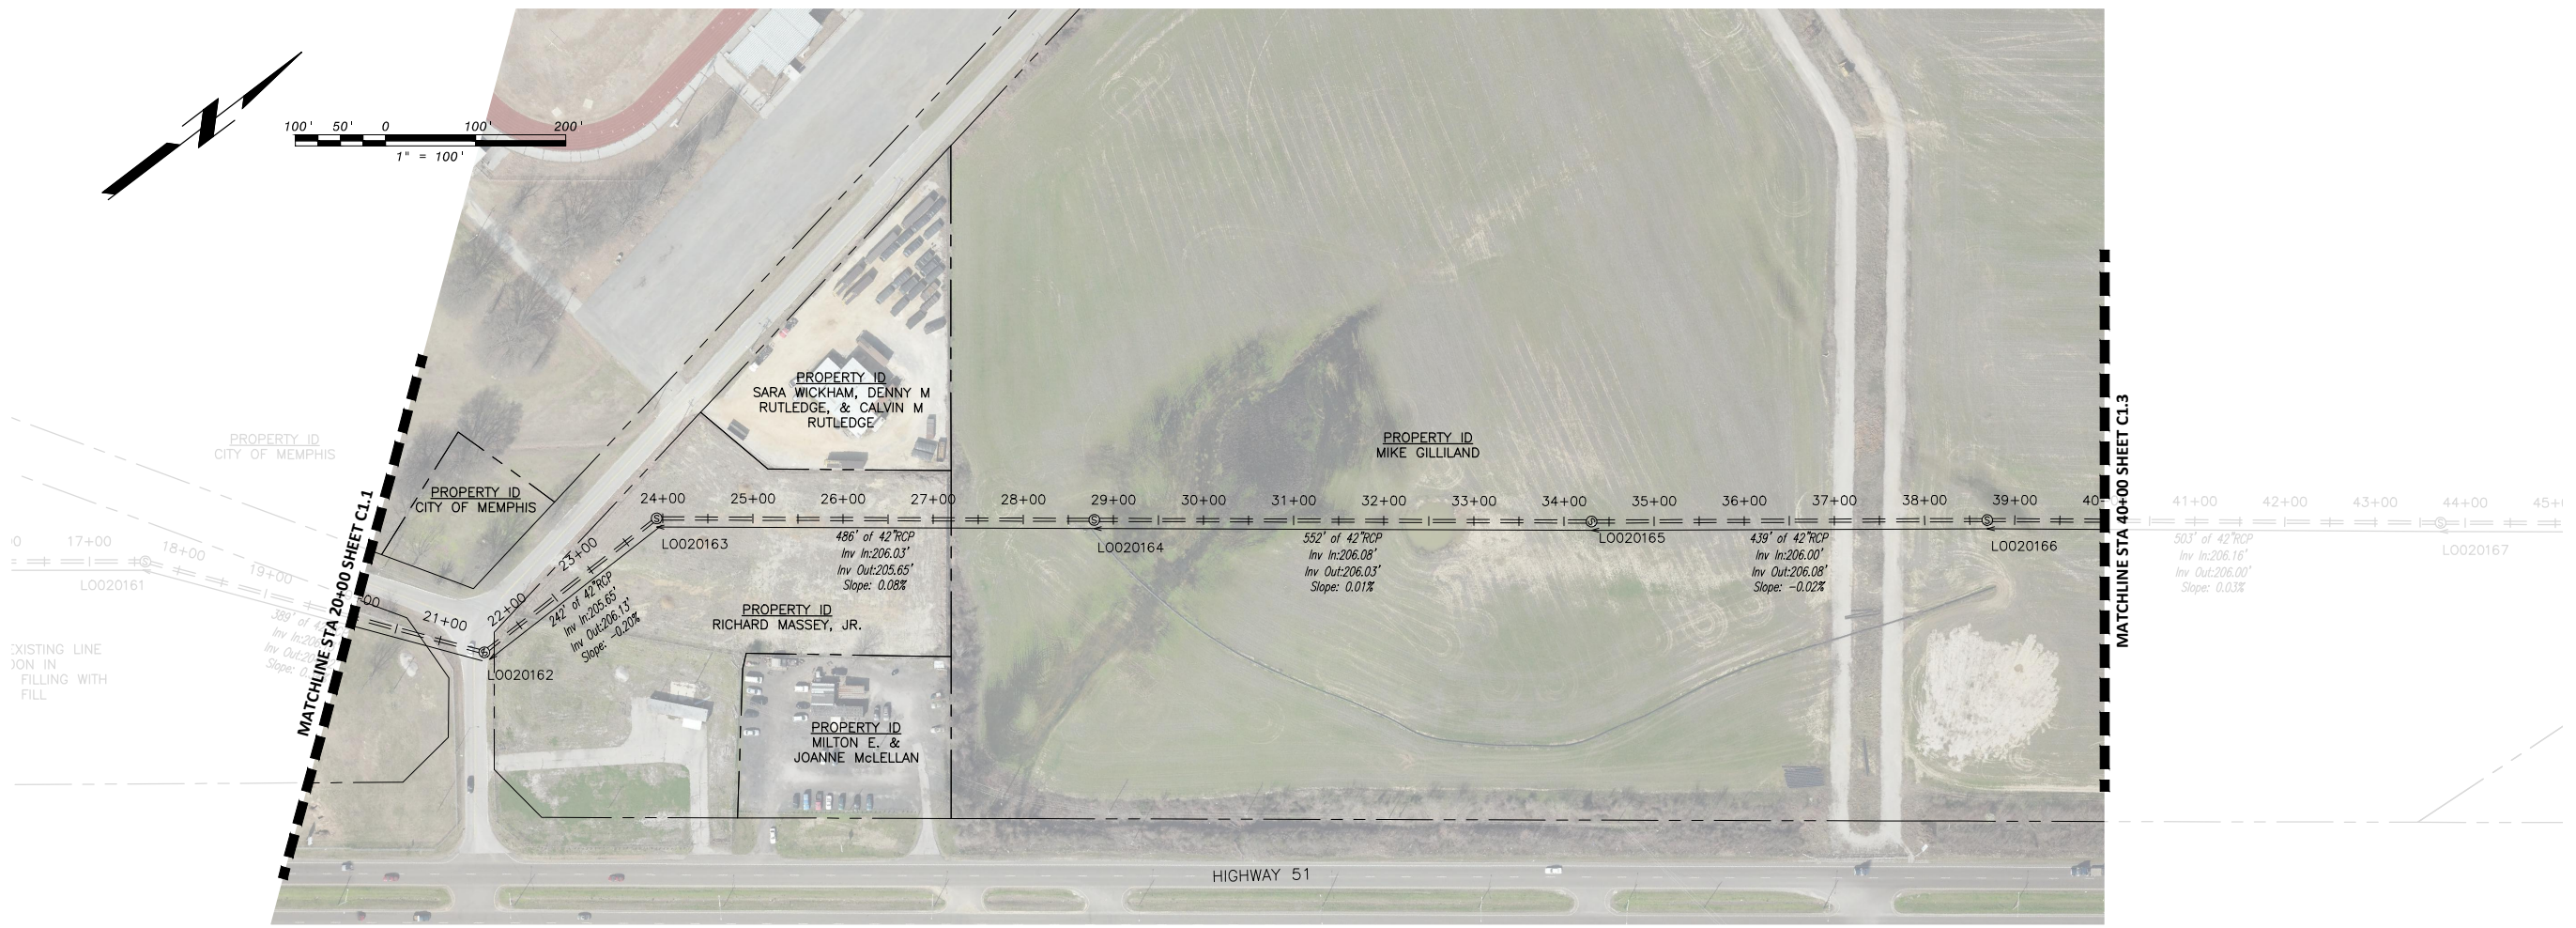 100' 50' 0 100' 200'
1" = 100'
PROPERTY ID
CITY OF MEMPHIS
PROPERTY ID
CITY OF MEMPHIS
PROPERTY ID
SARA WICKHAM, DENNY M
RUTLEDGE, & CALVIN M
RUTLEDGE
PROPERTY ID
MIKE GILLILAND
MATCHLINE STA 20+00 SHEET C1.1
MATCHLINE STA 40+00 SHEET C1.3
17+00 18+00 19+00 21+00 22+00 23+00 24+00 25+00 26+00 27+00 28+00 29+00 30+00 31+00 32+00 33+00 34+00 35+00 36+00 37+00 38+00 39+00 41+00 42+00 43+00 44+00
LO020161
LO020162
LO020163
LO020164
LO020165
LO020166
LO020167
242' of 42"RCP
Inv In:205.65'
Inv Out:206.13'
Slope: -0.20%
486' of 42"RCP
Inv In:206.03'
Inv Out:205.65'
Slope: 0.08%
552' of 42"RCP
Inv In:206.08'
Inv Out:206.03'
Slope: 0.01%
439' of 42"RCP
Inv In:206.00'
Inv Out:206.08'
Slope: -0.02%
503' of 42"RCP
Inv In:206.16'
Inv Out:206.00'
Slope: 0.03%
PROPERTY ID
RICHARD MASSEY, JR.
PROPERTY ID
MILTON E. &
JOANNE McLELLAN
EXISTING LINE
IN
FILLING WITH
FILL
HIGHWAY 51